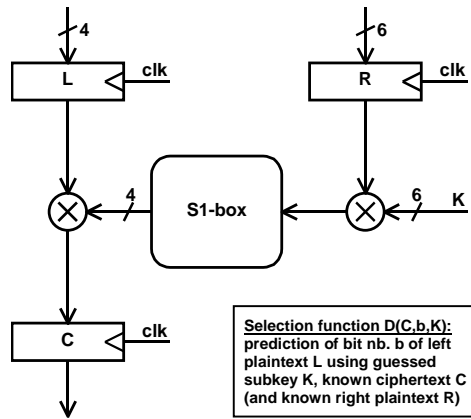 4
6
L
clk
R
clk
4
S1-box
6
K
C
clk
Selection function D(C,b,K):
prediction of bit nb. b of left
plaintext L using guessed
subkey K, known ciphertext C
(and known right plaintext R)